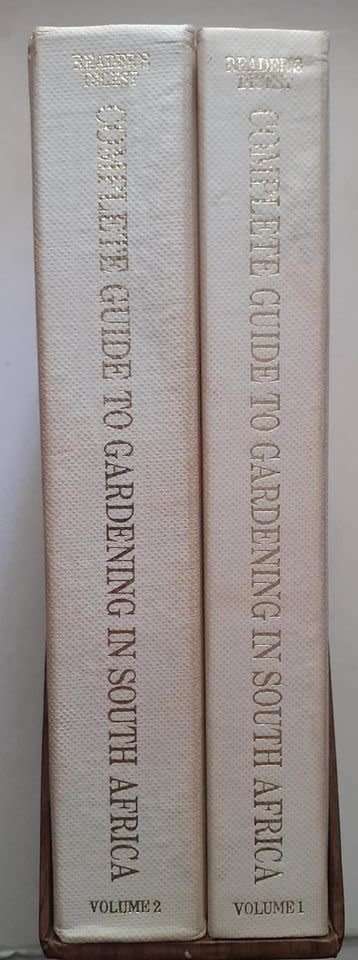 READER'S
DIGEST
COMPLETE GUIDE TO GARDENING IN SOUTH AFRICA
VOLUME 2
READER'S
DIGEST
COMPLETE GUIDE TO GARDENING IN SOUTH AFRICA
VOLUME 1